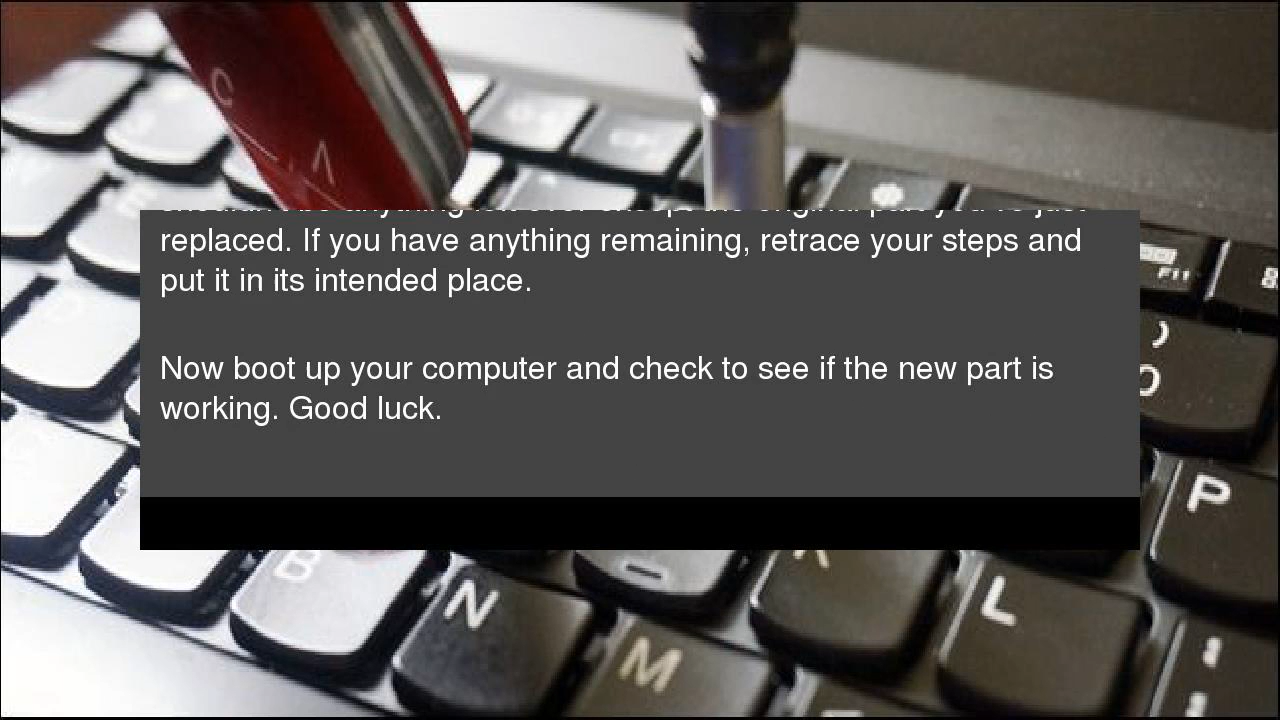 replaced. If you have anything remaining, retrace your steps and
put it in its intended place.
Now boot up your computer and check to see if the new part is
working. Good luck.
F11
O
P
B
N
M
K
L